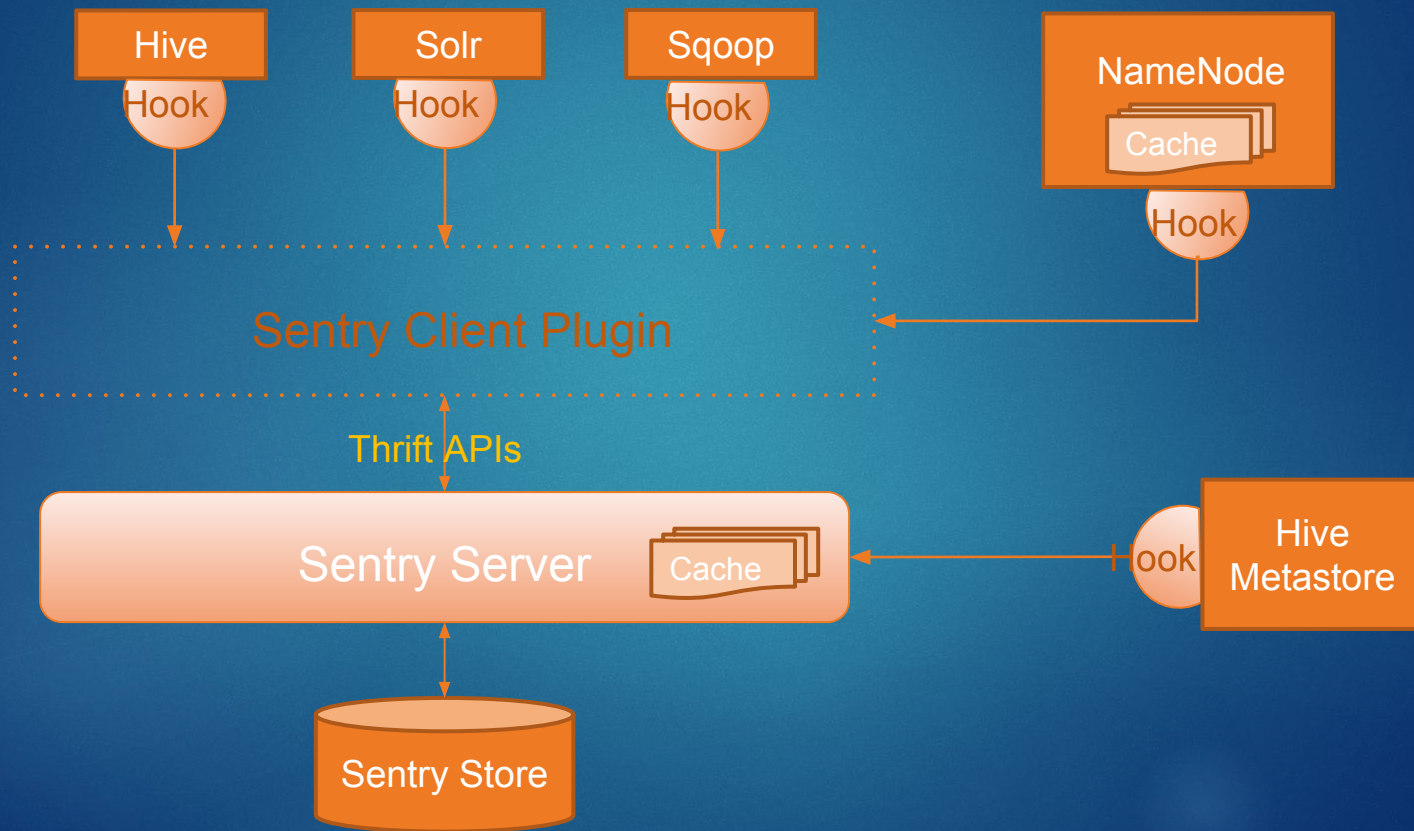 Hive
Solr
Sqoop
NameNode
Cache
Hook
Hook
Hook
Hook
Sentry Client Plugin
Thrift APIs
Sentry Server
Cache
Hook
Hive
Metastore
Sentry Store